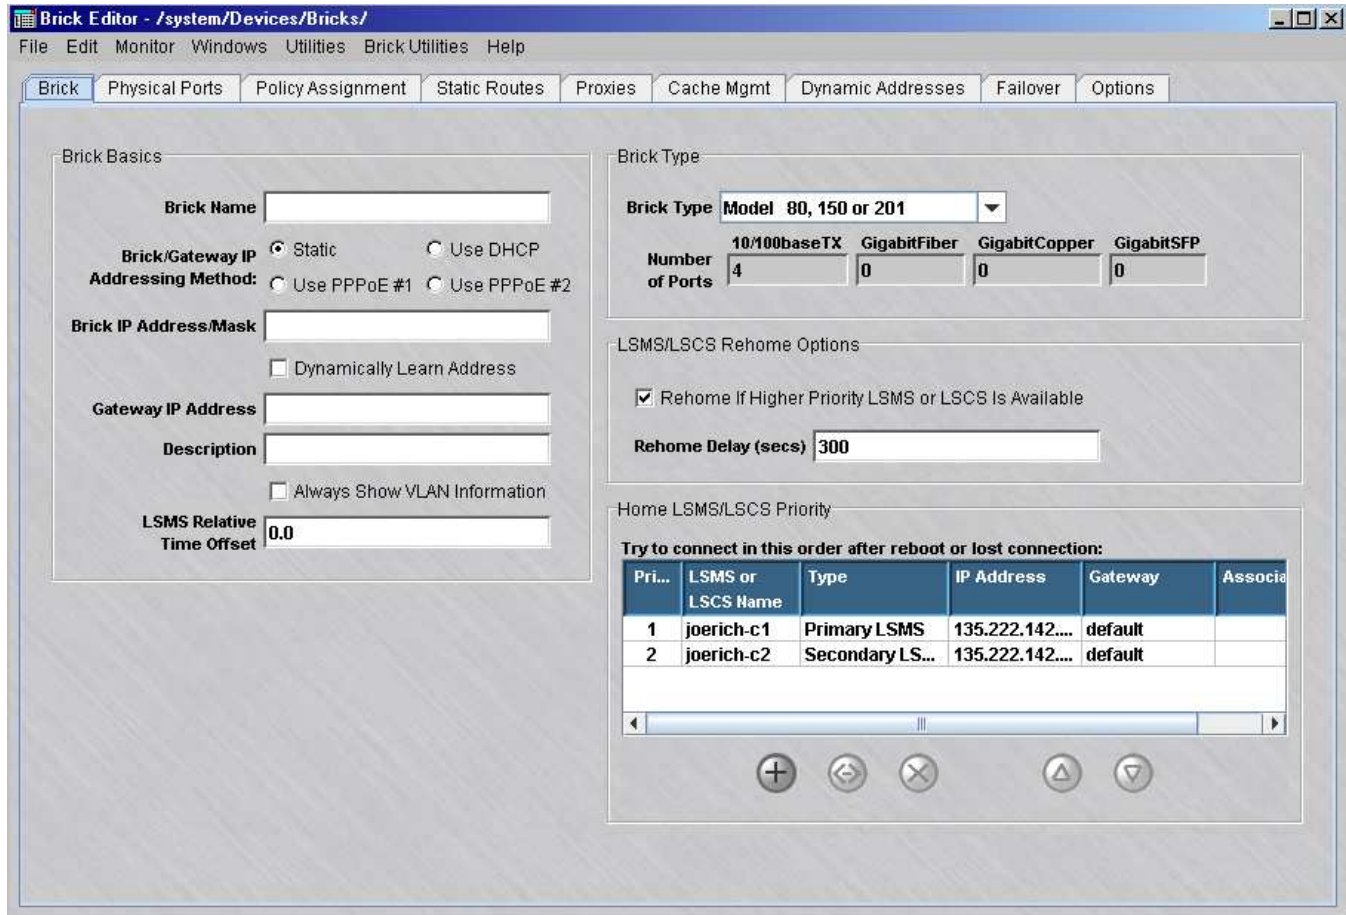 Brick Editor - /system/Devices/Bricks/
File Edit Monitor Windows Utilities Brick Utilities Help
Brick Physical Ports Policy Assignment Static Routes Proxies Cache Mgmt Dynamic Addresses Failover Options
Brick Basics
Brick Name
Brick/Gateway IP Addressing Method:
Static Use DHCP
Use PPPoE #1 Use PPPoE #2
Brick IP Address/Mask
Dynamically Learn Address
Gateway IP Address
Description
Always Show VLAN Information
LSMS Relative Time Offset 0.0
Brick Type
Brick Type Model 80, 150 or 201
10/100baseTX GigabitFiber GigabitCopper GigabitSFP
Number of Ports 4 0 0 0
LSMS/LSCS Rehome Options
Rehome If Higher Priority LSMS or LSCS Is Available
Rehome Delay (secs) 300
Home LSMS/LSCS Priority
Try to connect in this order after reboot or lost connection:
Pri... LSMS or LSCS Name Type IP Address Gateway Associa
1 joerich-c1 Primary LSMS 135.222.142.... default
2 joerich-c2 Secondary LS... 135.222.142.... default